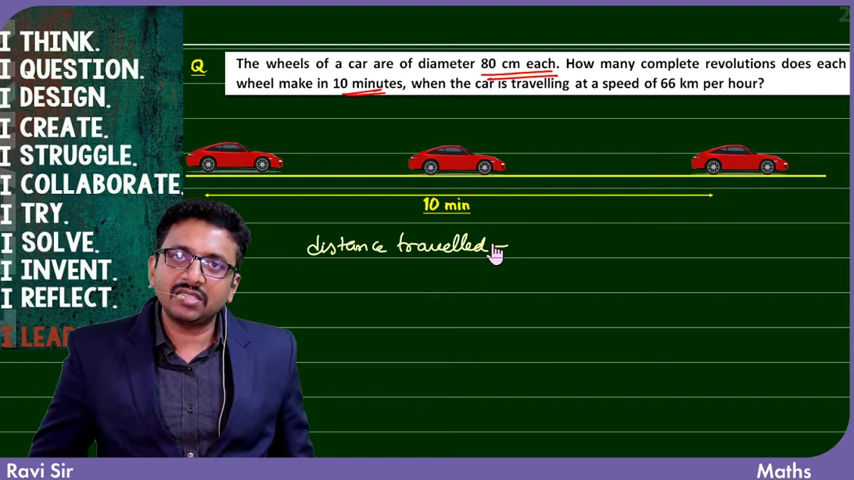 I THINK.
I QUESTION.
I DESIGN.
I CREATE.
I STRUGGLE.
I COLLABORATE.
I TRY.
I SOLVE.
I INVENT.
I REFLECT.
I LEA
2
Q The wheels of a car are of diameter 80 cm each. How many complete revolutions does each
wheel make in 10 minutes, when the car is travelling at a speed of 66 km per hour?
10 min
distance travelled =
Ravi Sir
Maths